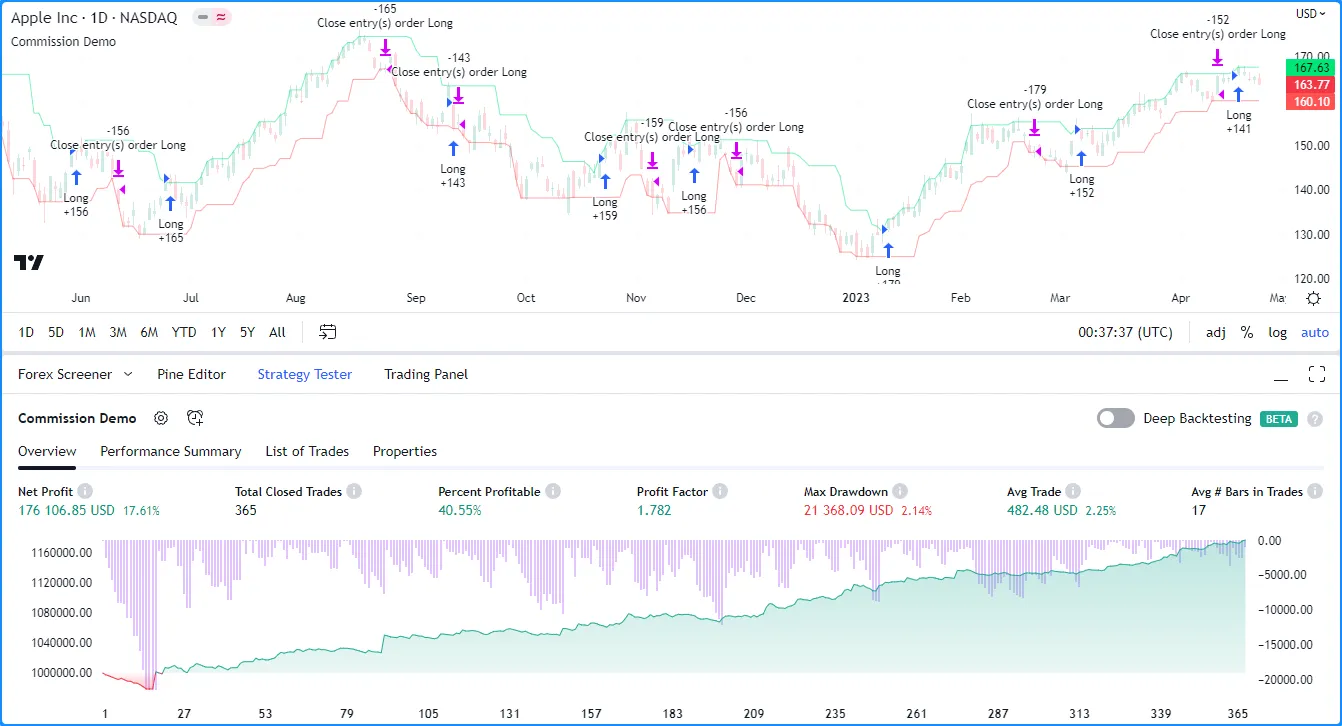 Apple Inc · 1D · NASDAQ
Commission Demo
USD
-165
Close entry(s) order Long
-143
Close entry(s) order Long
-156
Close entry(s) order Long
-159
Close entry(s) order Long
-156
Close entry(s) order Long
-179
Close entry(s) order Long
-152
Close entry(s) order Long
Long
+156
Long
+165
Long
+143
Long
+159
Long
+156
Long
+179
Long
+152
Long
+141
170.00
167.63
163.77
160.10
150.00
140.00
130.00
120.00
Jun Jul Aug Sep Oct Nov Dec 2023 Feb Mar Apr May
1D 5D 1M 3M 6M YTD 1Y 5Y All 00:37:37 (UTC) adj % log auto
Forex Screener Pine Editor Strategy Tester Trading Panel
Commission Demo Deep Backtesting BETA
Overview Performance Summary List of Trades Properties
Net Profit Total Closed Trades Percent Profitable Profit Factor Max Drawdown Avg Trade Avg # Bars in Trades
176 106.85 USD 17.61% 365 40.55% 1.782 21 368.09 USD 2.14% 482.48 USD 2.25% 17
1160000.00
1120000.00
1080000.00
1040000.00
1000000.00
0.00
−5000.00
−10000.00
−15000.00
−20000.00
1 27 53 79 105 131 157 183 209 235 261 287 313 339 365